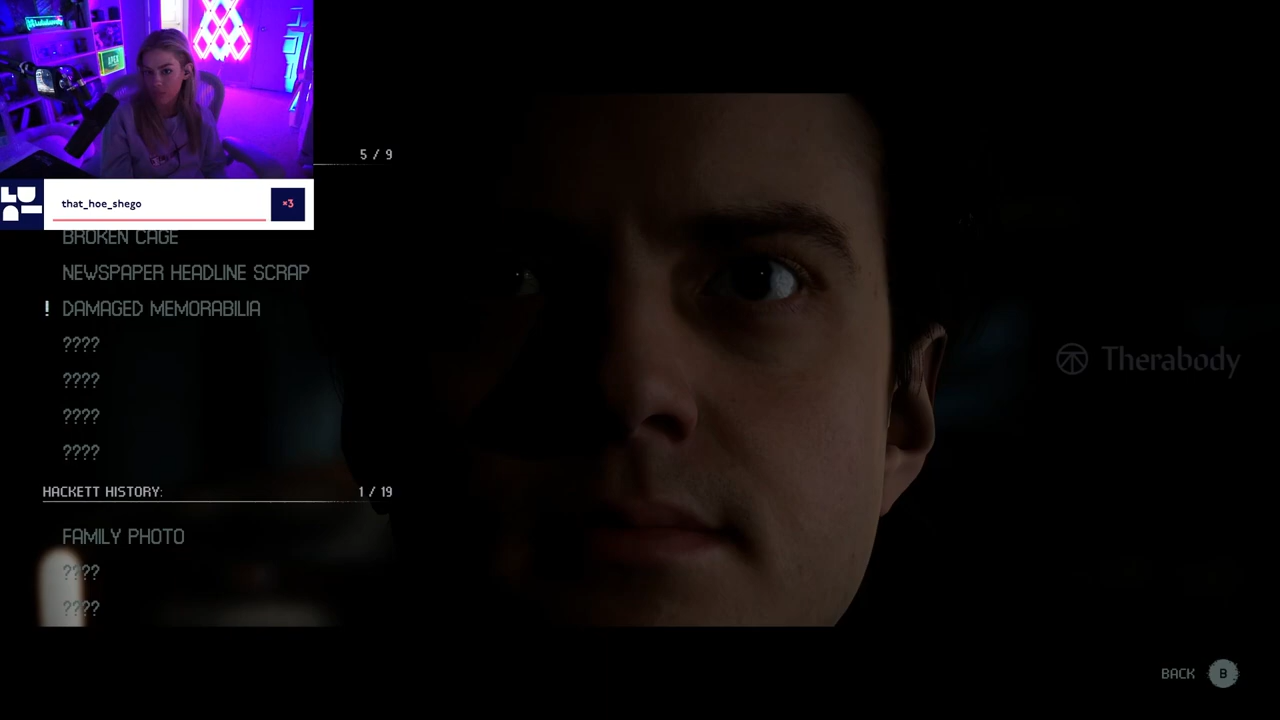 5 / 9
that_hoe_shego
×3
BROKEN CAGE
NEWSPAPER HEADLINE SCRAP
! DAMAGED MEMORABILIA
????
????
????
????
Therabody
HACKETT HISTORY: 1 / 19
FAMILY PHOTO
????
????
BACK B